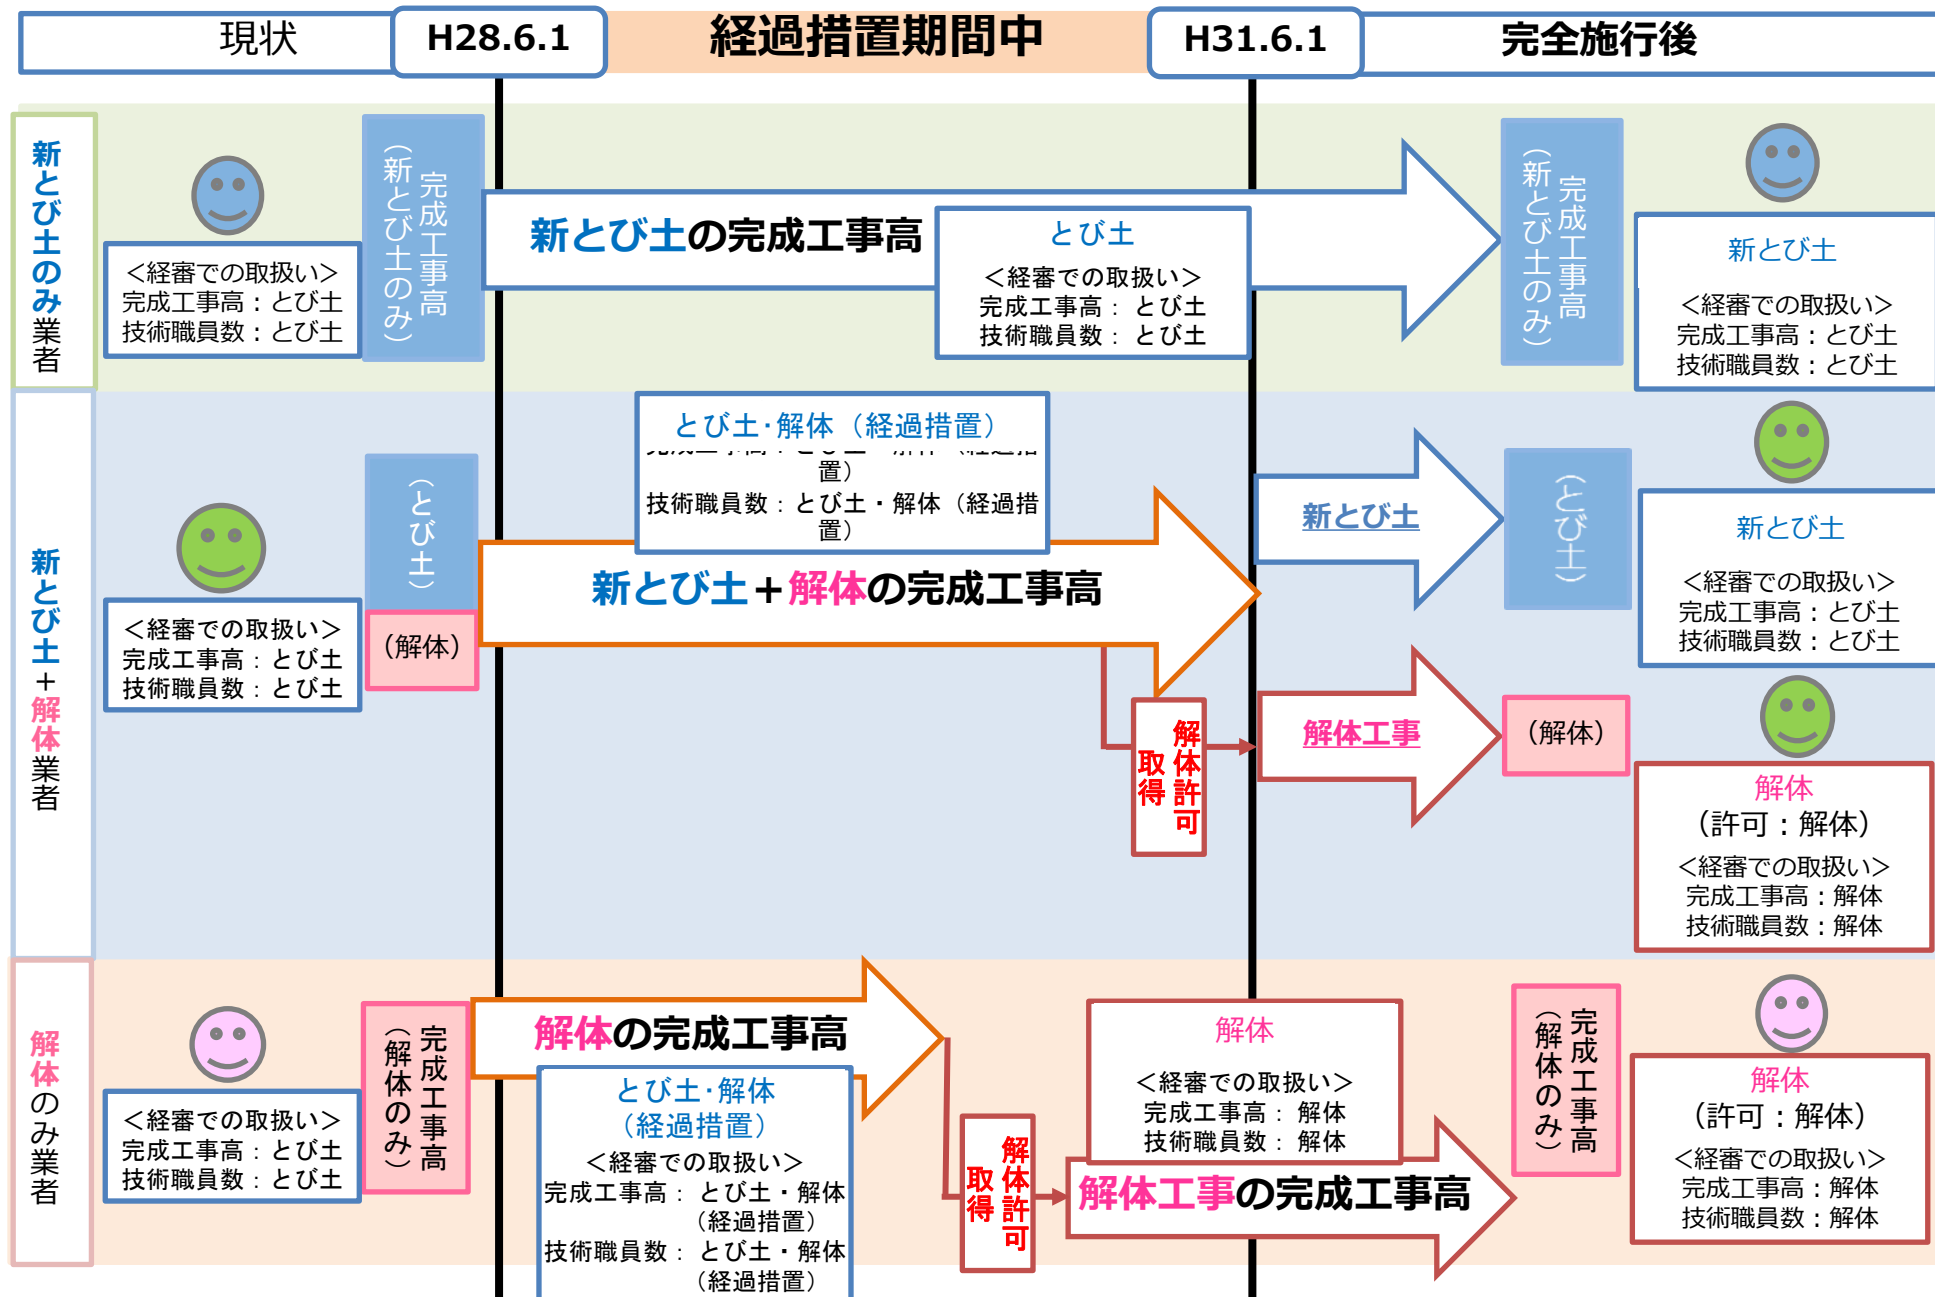 現状
H28.6.1
経過措置期間中
H31.6.1
完全施行後
新とび土のみ業者
<経審での取扱い>
完成工事高：とび土
技術職員数：とび土
完成工事高
（新とび土のみ）
新とび土の完成工事高
とび土
<経審での取扱い>
完成工事高： とび土
技術職員数： とび土
完成工事高
（新とび土のみ）
新とび土
<経審での取扱い>
完成工事高：とび土
技術職員数：とび土
新とび土＋解体業者
<経審での取扱い>
完成工事高：とび土
技術職員数：とび土
（とび土）
（解体）
とび土・解体（経過措置）
完成工事高：とび土・解体（経過措
置）
技術職員数：とび土・解体（経過措
置）
新とび土＋解体の完成工事高
解体許可
取得
新とび土
（とび土）
新とび土
<経審での取扱い>
完成工事高：とび土
技術職員数：とび土
解体工事
（解体）
解体
（許可：解体）
<経審での取扱い>
完成工事高：解体
技術職員数：解体
解体のみ業者
<経審での取扱い>
完成工事高：とび土
技術職員数：とび土
完成工事高
（解体のみ）
解体の完成工事高
とび土・解体
（経過措置）
<経審での取扱い>
完成工事高： とび土・解体
（経過措置）
技術職員数： とび土・解体
（経過措置）
解体許可
取得
解体
<経審での取扱い>
完成工事高： 解体
技術職員数： 解体
解体工事の完成工事高
完成工事高
（解体のみ）
解体
（許可：解体）
<経審での取扱い>
完成工事高：解体
技術職員数：解体